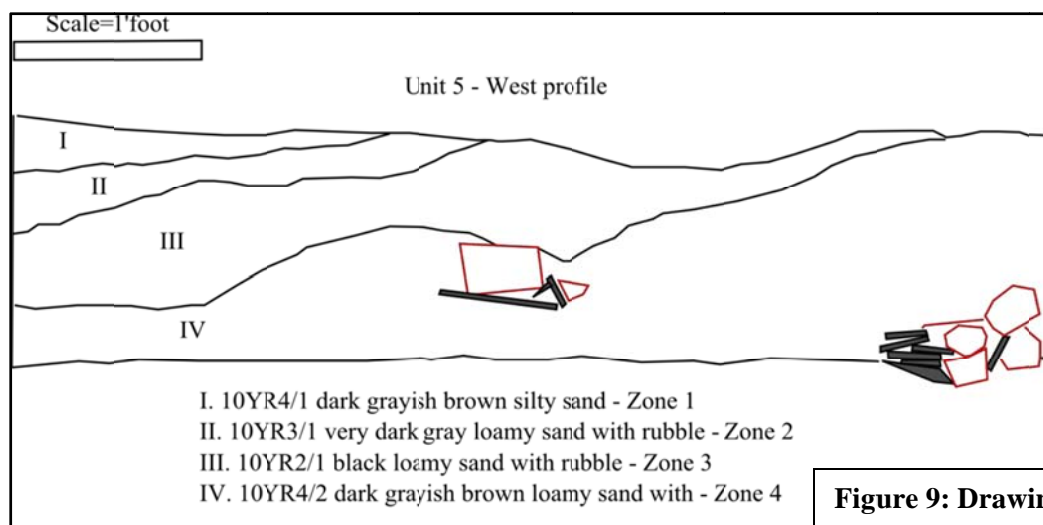 Scale=1'foot
Unit 5 - West profile
I
II
III
IV
I. 10YR4/1 dark grayish brown silty sand - Zone 1
II. 10YR3/1 very dark gray loamy sand with rubble - Zone 2
III. 10YR2/1 black loamy sand with rubble - Zone 3
IV. 10YR4/2 dark grayish brown loamy sand with - Zone 4
Figure 9: